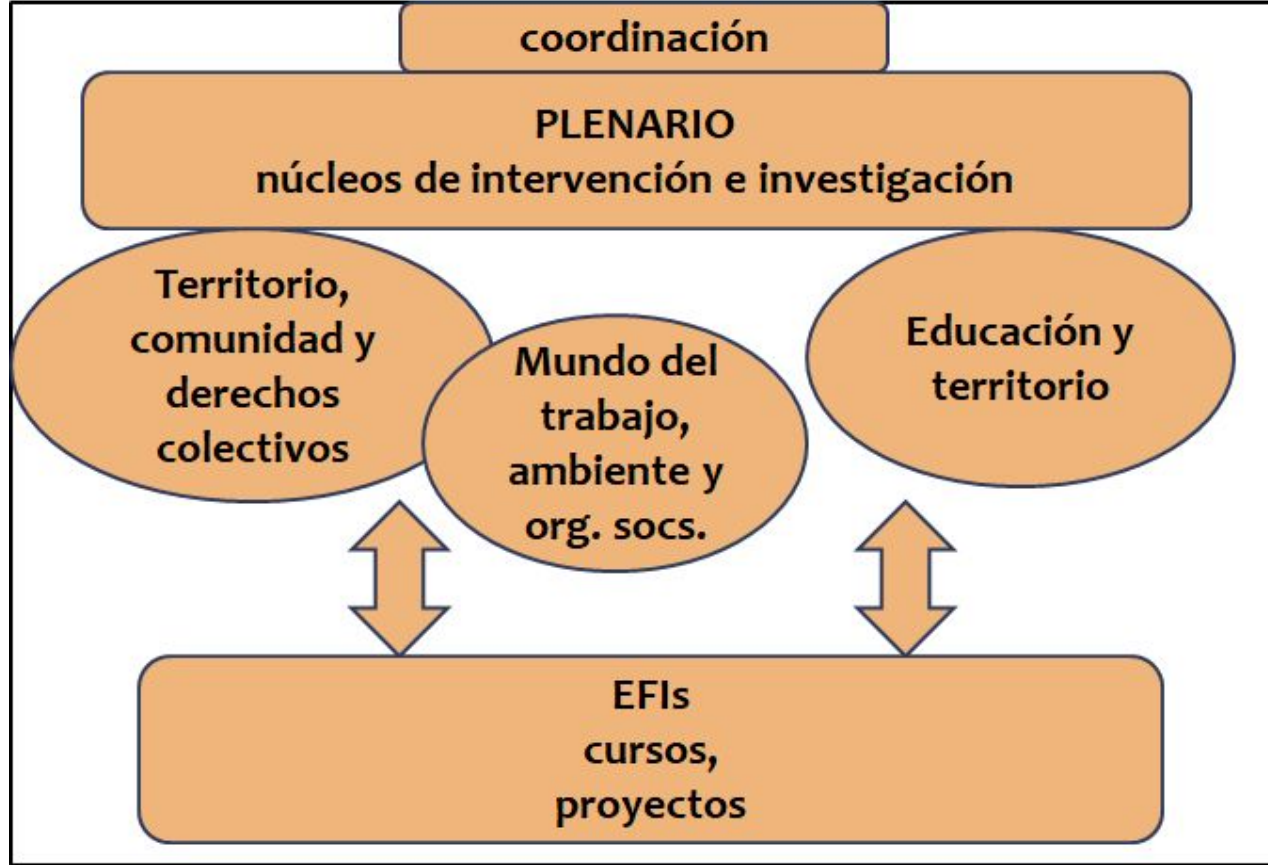 coordinación
PLENARIO
núcleos de intervención e investigación
Territorio,
comunidad y
derechos
colectivos
Mundo del
trabajo,
ambiente y
org. socs.
Educación y
territorio
EFIs
cursos,
proyectos